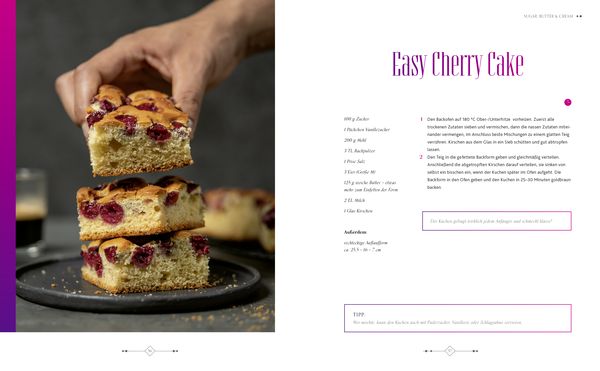 SUGAR, BUTTER & CREAM
Easy Cherry Cake
100 g Zucker
1 Päckchen Vanillezucker
200 g Mehl
3 TL Backpulver
1 Prise Salz
3 Eier (Größe M)
125 g weiche Butter – etwas
mehr zum Einfetten der Form
2 EL Milch
1 Glas Kirschen
Außerdem
rechteckige Auflaufform
ca. 25,5 × 16 × 7 cm
1 Den Backofen auf 180 °C Ober-/Unterhitze vorheizen. Zuerst alle
trockenen Zutaten sieben und vermischen, dann die nassen Zutaten mitei-
nander vermengen, im Anschluss beide Mischungen zu einem glatten Teig
verrühren. Kirschen aus dem Glas in ein Sieb schütten und gut abtropfen
lassen.
2 Den Teig in die gefettete Backform geben und gleichmäßig verteilen.
Anschließend die abgetropften Kirschen darauf verteilen, sie sinken von
selbst ein bisschen ein, wenn der Kuchen später im Ofen aufgeht. Die
Backform in den Ofen geben und den Kuchen in 25–30 Minuten goldbraun
backen.
Der Kuchen gelingt wirklich jedem Anfänger und schmeckt klasse!
TIPP:
Wer möchte, kann den Kuchen auch mit Puderzucker, Vanilleeis oder Schlagsahne servieren.